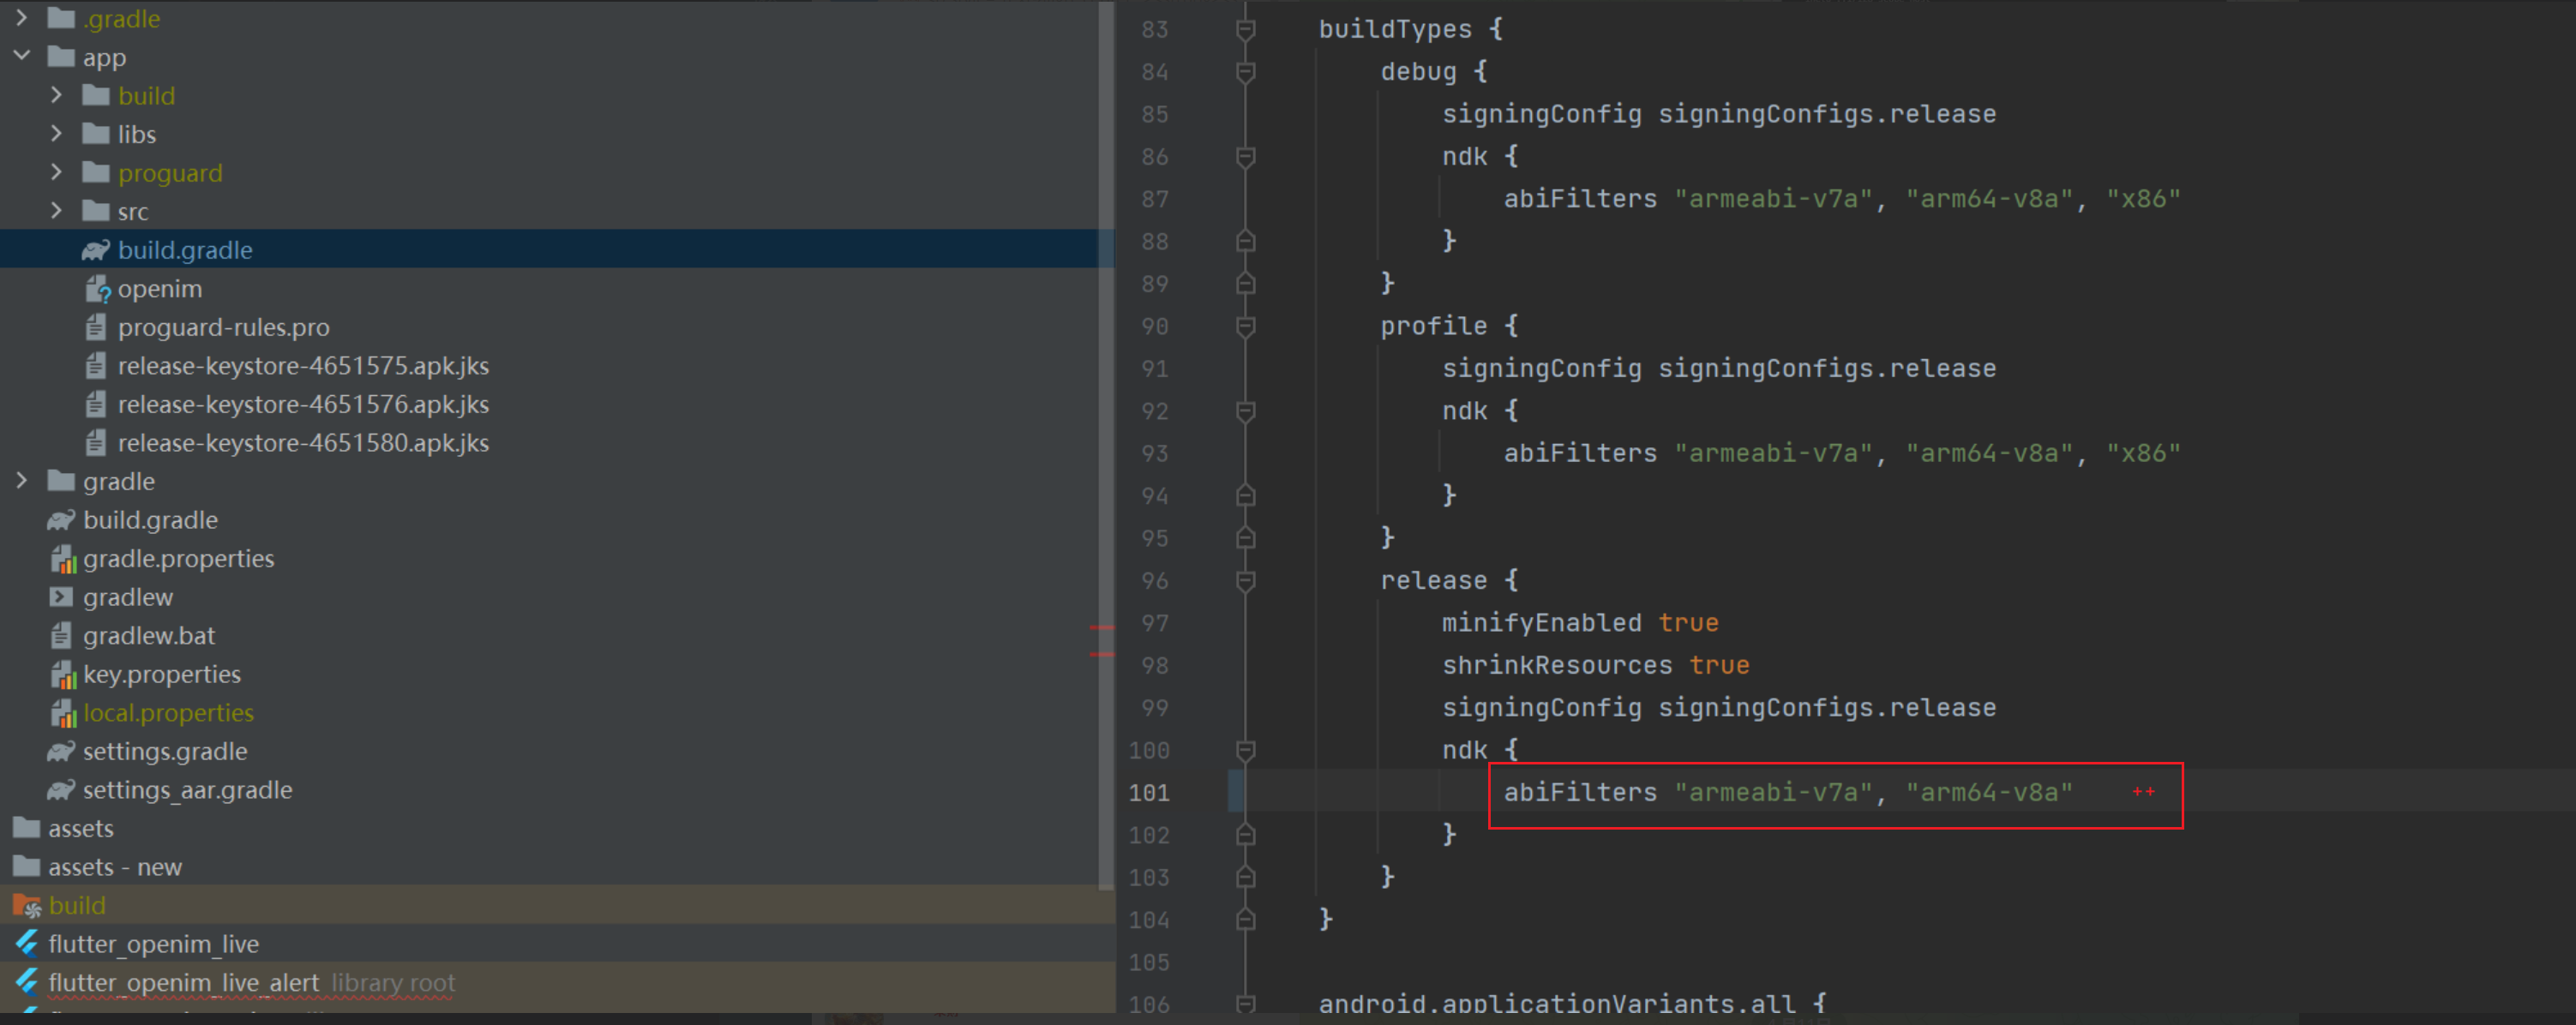 .gradle
app
build
libs
proguard
src
build.gradle
openim
proguard-rules.pro
release-keystore-4651575.apk.jks
release-keystore-4651576.apk.jks
release-keystore-4651580.apk.jks
gradle
build.gradle
gradle.properties
gradlew
gradlew.bat
key.properties
local.properties
settings.gradle
settings_aar.gradle
assets
assets - new
build
flutter_openim_live
flutter_openim_live_alert library root
83 buildTypes {
84 debug {
85 signingConfig signingConfigs.release
86 ndk {
87 abiFilters "armeabi-v7a", "arm64-v8a", "x86"
88 }
89 }
90 profile {
91 signingConfig signingConfigs.release
92 ndk {
93 abiFilters "armeabi-v7a", "arm64-v8a", "x86"
94 }
95 }
96 release {
97 minifyEnabled true
98 shrinkResources true
99 signingConfig signingConfigs.release
100 ndk {
101 abiFilters "armeabi-v7a", "arm64-v8a" ++
102 }
103 }
104 }
105
106 android.applicationVariants.all {